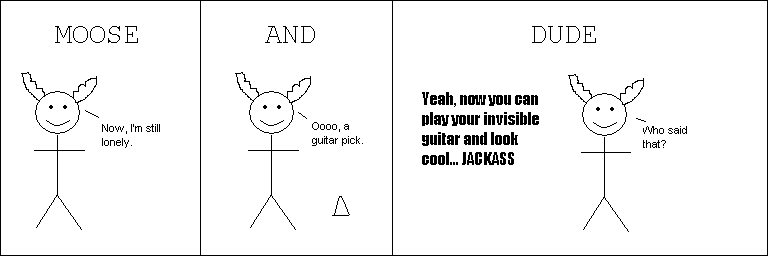 MOOSE
Now, I'm still
lonely.
AND
Oooo, a
guitar pick.
DUDE
Yeah, now you can
play your invisible
guitar and look
cool... JACKASS
Who said
that?